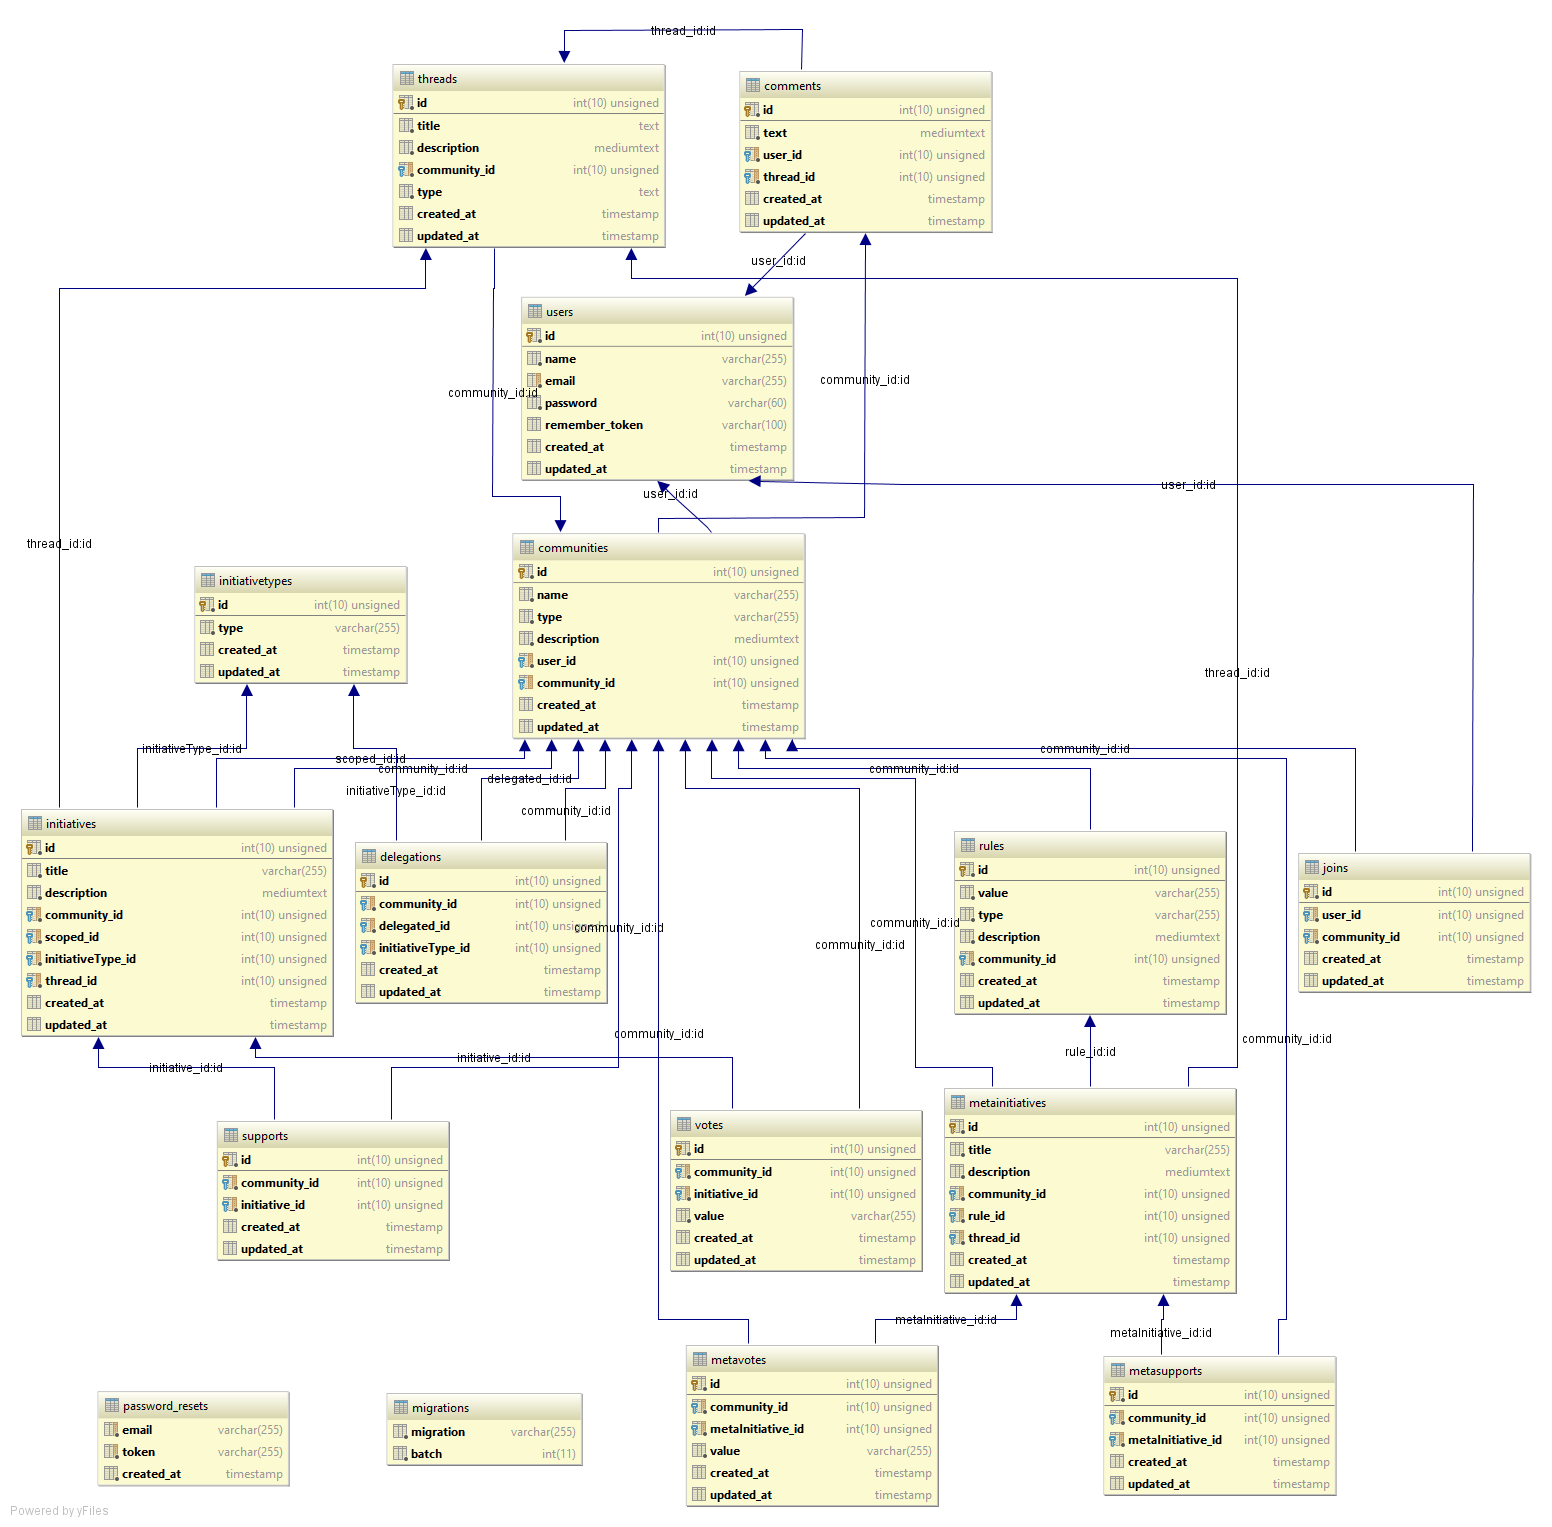 thread_id:id
threads
id int(10) unsigned
title text
description mediumtext
community_id int(10) unsigned
type text
created_at timestamp
updated_at timestamp
comments
id int(10) unsigned
text mediumtext
user_id int(10) unsigned
thread_id int(10) unsigned
created_at timestamp
updated_at timestamp
user_id:id
users
id int(10) unsigned
name varchar(255)
email varchar(255)
password varchar(60)
remember_token varchar(100)
created_at timestamp
updated_at timestamp
community_id:id
community_id:id
user_id:id
user_id:id
thread_id:id
communities
id int(10) unsigned
name varchar(255)
type varchar(255)
description mediumtext
user_id int(10) unsigned
community_id int(10) unsigned
created_at timestamp
updated_at timestamp
initiativetypes
id int(10) unsigned
type varchar(255)
created_at timestamp
updated_at timestamp
thread_id:id
initiativeType_id:id
scoped_id:id
community_id:id
delegated_id:id
initiativeType_id:id
community_id:id
community_id:id
community_id:id
initiatives
id int(10) unsigned
title varchar(255)
description mediumtext
community_id int(10) unsigned
scoped_id int(10) unsigned
initiativeType_id int(10) unsigned
thread_id int(10) unsigned
created_at timestamp
updated_at timestamp
delegations
id int(10) unsigned
community_id int(10) unsigned
delegated_id int(10) unsigned
initiativeType_id int(10) unsigned
created_at timestamp
updated_at timestamp
community_id:id
community_id:id
community_id:id
rules
id int(10) unsigned
value varchar(255)
type varchar(255)
description mediumtext
community_id int(10) unsigned
created_at timestamp
updated_at timestamp
joins
id int(10) unsigned
user_id int(10) unsigned
community_id int(10) unsigned
created_at timestamp
updated_at timestamp
community_id:id
community_id:id
rule_id:id
initiative_id:id
initiative_id:id
supports
id int(10) unsigned
community_id int(10) unsigned
initiative_id int(10) unsigned
created_at timestamp
updated_at timestamp
votes
id int(10) unsigned
community_id int(10) unsigned
initiative_id int(10) unsigned
value varchar(255)
created_at timestamp
updated_at timestamp
metainitiatives
id int(10) unsigned
title varchar(255)
description mediumtext
community_id int(10) unsigned
rule_id int(10) unsigned
thread_id int(10) unsigned
created_at timestamp
updated_at timestamp
metaInitiative_id:id
metaInitiative_id:id
metavotes
id int(10) unsigned
community_id int(10) unsigned
metaInitiative_id int(10) unsigned
value varchar(255)
created_at timestamp
updated_at timestamp
metasupports
id int(10) unsigned
community_id int(10) unsigned
metaInitiative_id int(10) unsigned
created_at timestamp
updated_at timestamp
password_resets
email varchar(255)
token varchar(255)
created_at timestamp
migrations
migration varchar(255)
batch int(11)
Powered by yFiles